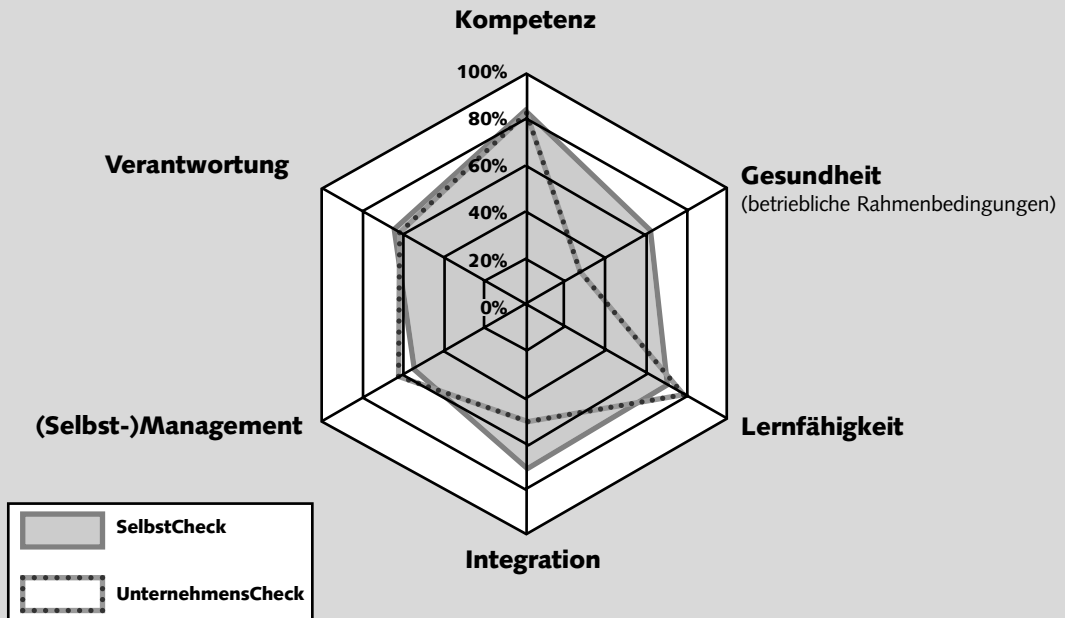 Kompetenz
100%
80%
60%
40%
20%
0%
Verantwortung
Gesundheit
(betriebliche Rahmenbedingungen)
(Selbst-)Management
Lernfähigkeit
Integration
SelbstCheck
UnternehmensCheck